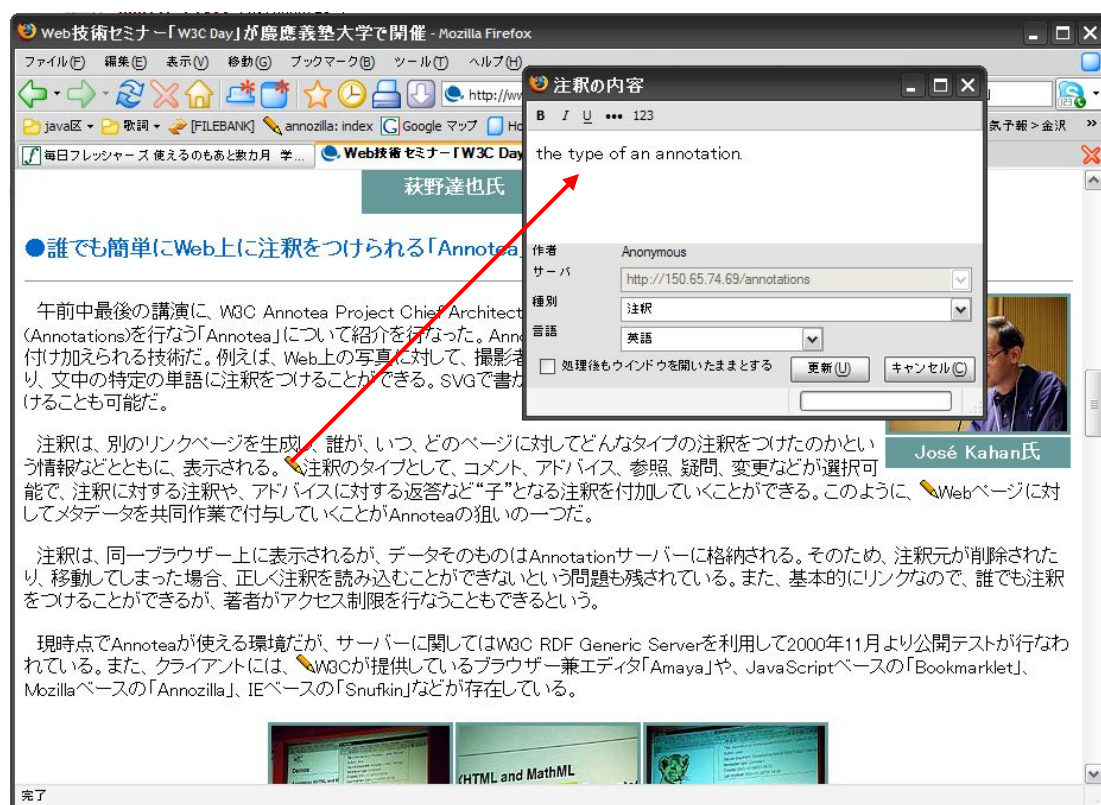 Web技術セミナー「W3C Day」が慶應義塾大学で開催 - Mozilla Firefox
ファイル(F) 編集(E) 表示(V) 移動(G) ブックマーク(B) ツール(T) ヘルプ(H)
http://ww
java区 歌詞 [FILEBANK] annozilla: index Google マップ Ho
気子報>金沢 »
毎日フレッシャーズ 使えるのもあと数カ月 学... Web技術セミナー「W3C Day
注釈の内容
B I U ••• 123
the type of an annotation.
作者 Anonymous
サーバ http://150.65.74.69/annotations
種別 注釈
言語 英語
処理後もウインドウを開いたままとする 更新(U) キャンセル(C)
萩野達也氏
●誰でも簡単にWeb上に注釈をつけられる「Annotea」
午前中最後の講演に、W3C Annotea Project Chief Architect
(Annotations)を行なう「Annotea」について紹介を行なった。Anno
付け加えられる技術だ。例えば、Web上の写真に対して、撮影者
り、文中の特定の単語に注釈をつけることができる。SVGで書か
けることも可能だ。
José Kahan氏
注釈は、別のリンクページを生成し、誰が、いつ、どのページに対してどんなタイプの注釈をつけたのかとい
う情報などとともに、表示される。注釈のタイプとして、コメント、アドバイス、参照、疑問、変更などが選択可
能で、注釈に対する注釈や、アドバイスに対する返答など“子”となる注釈を付加していくことができる。このように、Webページに対
してメタデータを共同作業で付与していくことがAnnoteaの狙いの一つだ。
注釈は、同一ブラウザー上に表示されるが、データそのものはAnnotationサーバーに格納される。そのため、注釈元が削除された
り、移動してしまった場合、正しく注釈を読み込むことができないという問題も残されている。また、基本的にリンクなので、誰でも注釈
をつけることができるが、著者がアクセス制限を行なうこともできるという。
現時点でAnnoteaが使える環境だが、サーバーに関してはW3C RDF Generic Serverを利用して2000年11月より公開テストが行なわ
れている。また、クライアントには、W3Cが提供しているブラウザー兼エディタ「Amaya」や、JavaScriptベースの「Bookmarklet」、
Mozillaベースの「Annozilla」、IEベースの「Snufkin」などが存在している。
(HTML and MathML
完了